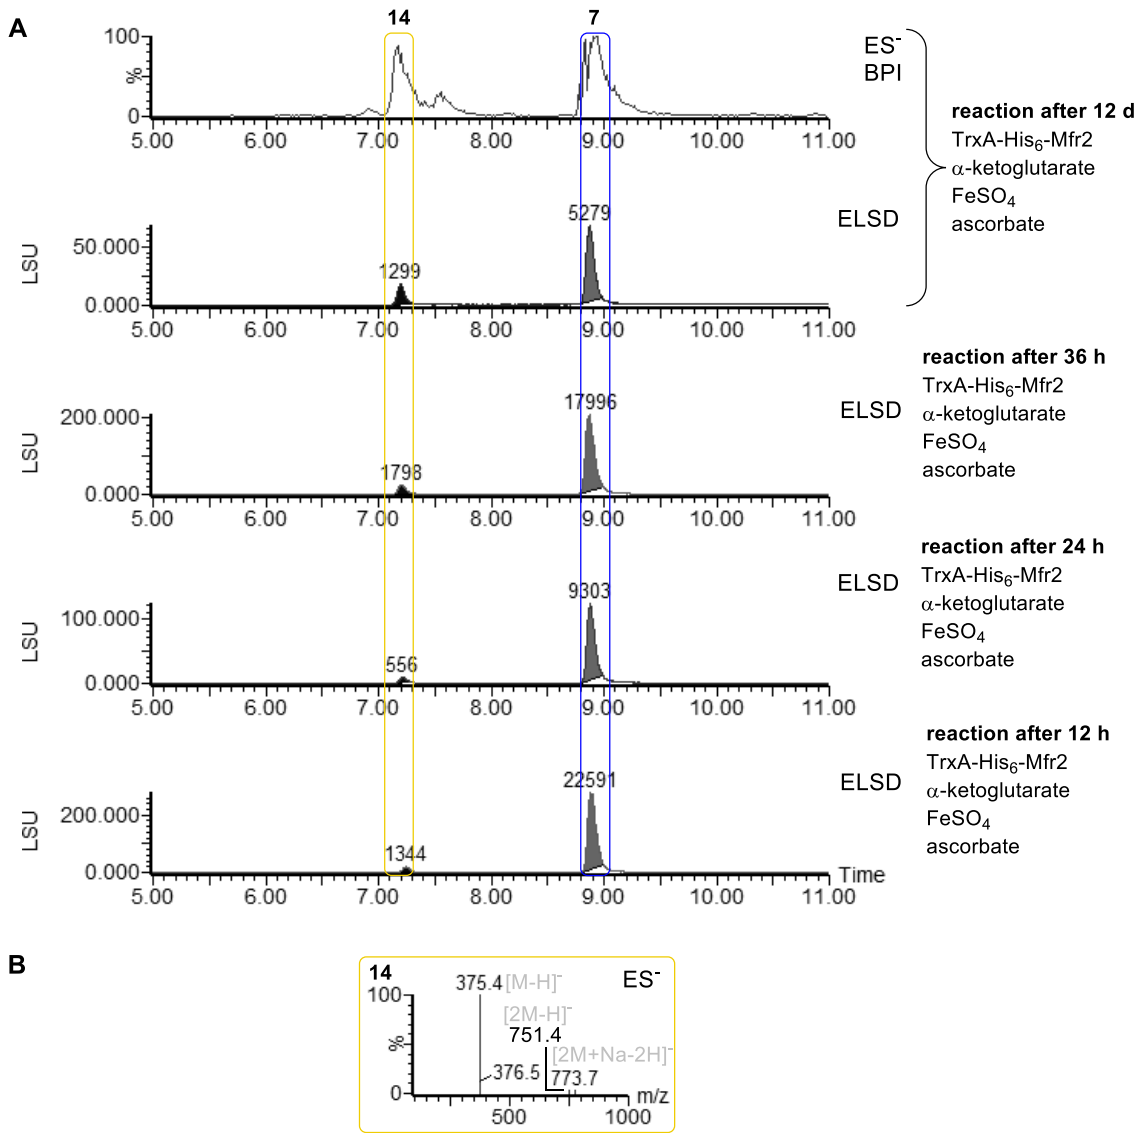 A
14
7
100
%
0
5.00 6.00 7.00 8.00 9.00 10.00 11.00
ES-
BPI
reaction after 12 d
TrxA-His6-Mfr2
α-ketoglutarate
FeSO4
ascorbate
ELSD
LSU
50.000
0.000
1299
5279
5.00 6.00 7.00 8.00 9.00 10.00 11.00
reaction after 36 h
TrxA-His6-Mfr2
α-ketoglutarate
FeSO4
ascorbate
ELSD
LSU
200.000
0.000
1798
17996
5.00 6.00 7.00 8.00 9.00 10.00 11.00
reaction after 24 h
TrxA-His6-Mfr2
α-ketoglutarate
FeSO4
ascorbate
ELSD
LSU
100.000
0.000
556
9303
5.00 6.00 7.00 8.00 9.00 10.00 11.00
reaction after 12 h
TrxA-His6-Mfr2
α-ketoglutarate
FeSO4
ascorbate
ELSD
LSU
200.000
0.000
1344
22591
Time
5.00 6.00 7.00 8.00 9.00 10.00 11.00
B
14
ES-
375.4 [M-H]-
100
%
0
[2M-H]-
751.4
[2M+Na-2H]-
376.5
773.7
m/z
500 1000